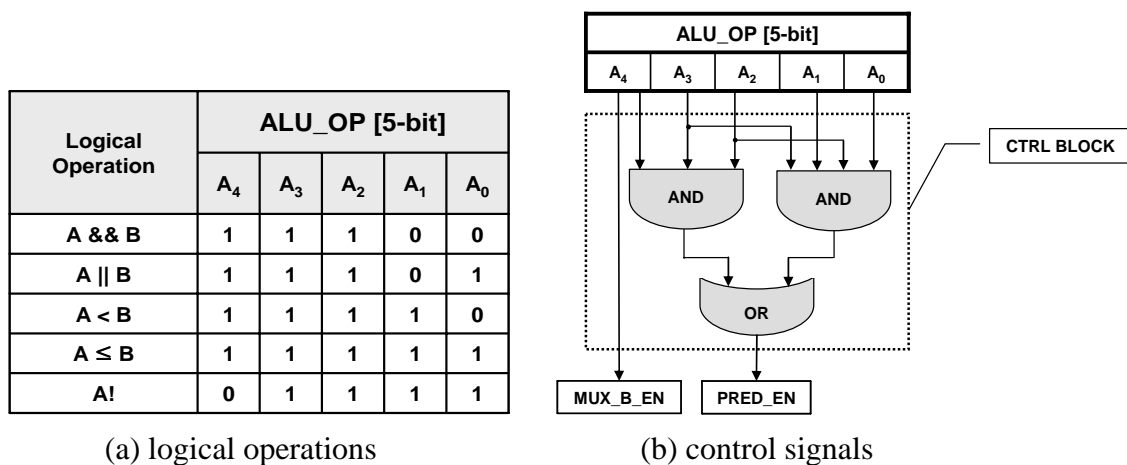 Logical Operation ALU_OP [5-bit]
A₄ A₃ A₂ A₁ A₀
A && B 1 1 1 0 0
A || B 1 1 1 0 1
A < B 1 1 1 1 0
A ≤ B 1 1 1 1 1
A! 0 1 1 1 1
(a) logical operations
ALU_OP [5-bit]
A₄ A₃ A₂ A₁ A₀
CTRL BLOCK
AND AND
OR
MUX_B_EN PRED_EN
(b) control signals